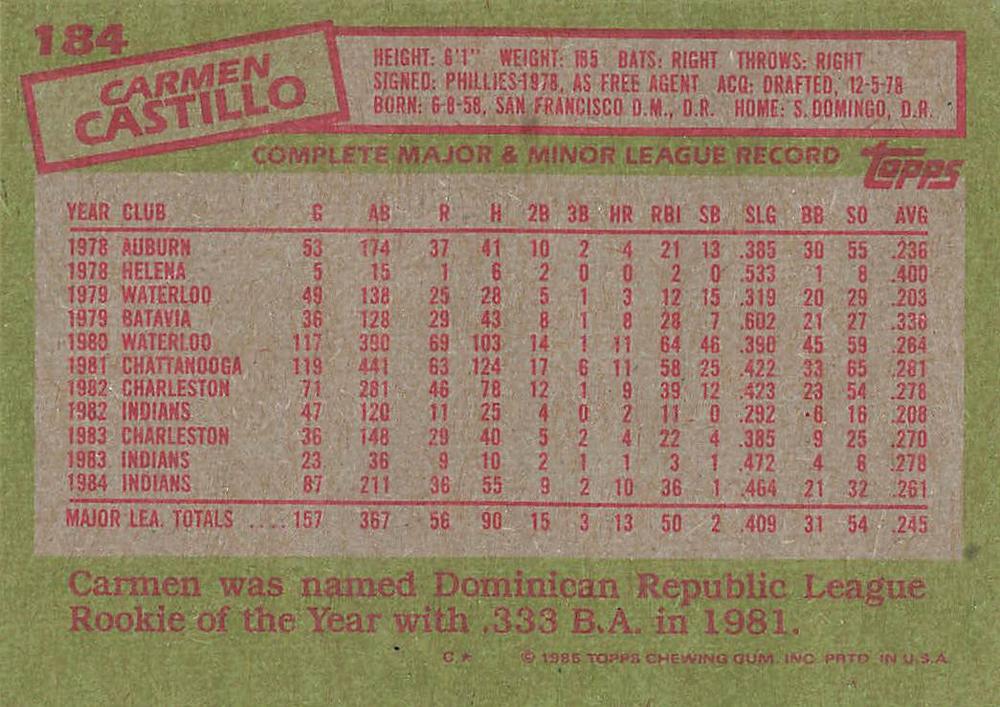 184
CARMEN
CASTILLO
HEIGHT: 6'1" WEIGHT: 185 BATS: RIGHT THROWS: RIGHT
SIGNED: PHILLIES-1978, AS FREE AGENT ACQ: DRAFTED, 12-5-78
BORN: 6-8-58, SAN FRANCISCO D.M., D.R. HOME: S. DOMINGO, D.R.
COMPLETE MAJOR & MINOR LEAGUE RECORD
Topps
YEAR CLUB G AB R H 2B 3B HR RBI SB SLG BB SO AVG
1978 AUBURN 53 174 37 41 10 2 4 21 13 .385 30 55 .236
1978 HELENA 5 15 1 6 2 0 0 2 0 .533 1 8 .400
1979 WATERLOO 49 138 25 28 5 1 3 12 15 .319 20 29 .203
1979 BATAVIA 36 128 29 43 8 1 8 28 7 .602 21 27 .336
1980 WATERLOO 117 390 69 103 14 1 11 64 46 .390 45 59 .264
1981 CHATTANOOGA 119 441 63 124 17 6 11 58 25 .422 33 65 .281
1982 CHARLESTON 71 281 46 78 12 1 9 39 12 .423 23 54 .278
1982 INDIANS 47 120 11 25 4 0 2 11 0 .292 6 16 .208
1983 CHARLESTON 36 148 29 40 5 2 4 22 4 .385 9 25 .270
1983 INDIANS 23 36 9 10 2 1 1 3 1 .472 4 6 .278
1984 INDIANS 87 211 36 55 9 2 10 36 1 .464 21 32 .261
MAJOR LEA. TOTALS .... 157 367 56 90 15 3 13 50 2 .409 31 54 .245
Carmen was named Dominican Republic League
Rookie of the Year with .333 B.A. in 1981.
C★ © 1985 TOPPS CHEWING GUM, INC. PRTD. IN U.S.A.